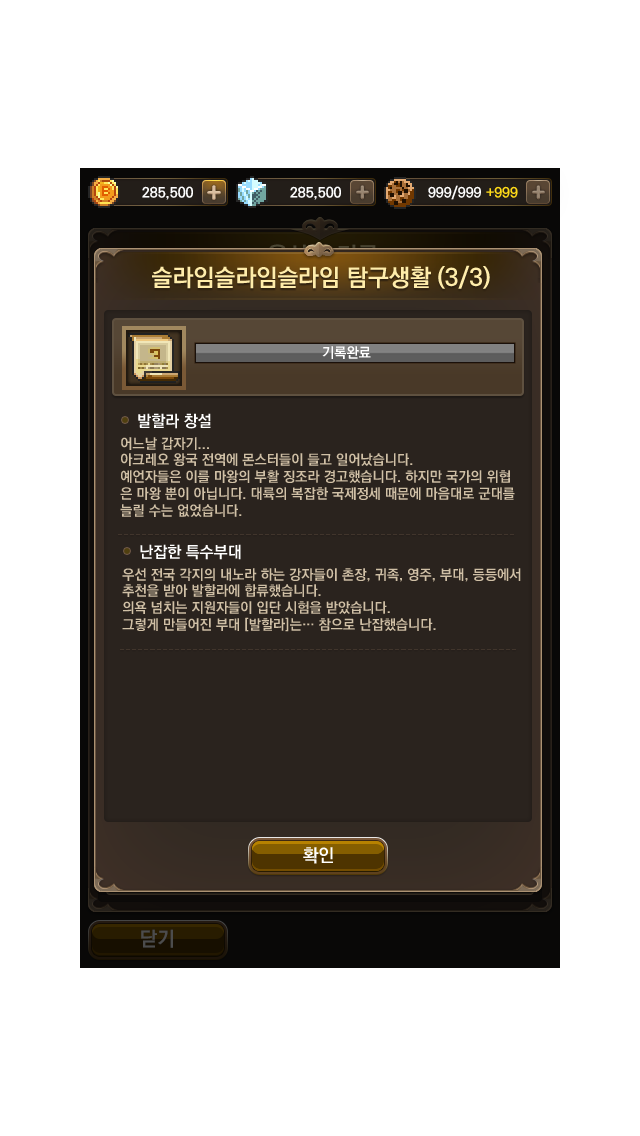 285,500
285,500
999/999 +999
슬라임슬라임슬라임 탐구생활 (3/3)
기록완료
발할라 창설
어느날 갑자기...
아크레오 왕국 전역에 몬스터들이 들고 일어났습니다.
예언자들은 이를 마왕의 부활 징조라 경고했습니다. 하지만 국가의 위협
은 마왕 뿐이 아닙니다. 대륙의 복잡한 국제정세 때문에 마음대로 군대를
늘릴 수는 없었습니다.
난잡한 특수부대
우선 전국 각지의 내노라 하는 강자들이 촌장, 귀족, 영주, 부대, 등등에서
추천을 받아 발할라에 합류했습니다.
의욕 넘치는 지원자들이 입단 시험을 받았습니다.
그렇게 만들어진 부대 [발할라]는… 참으로 난잡했습니다.
확인
닫기